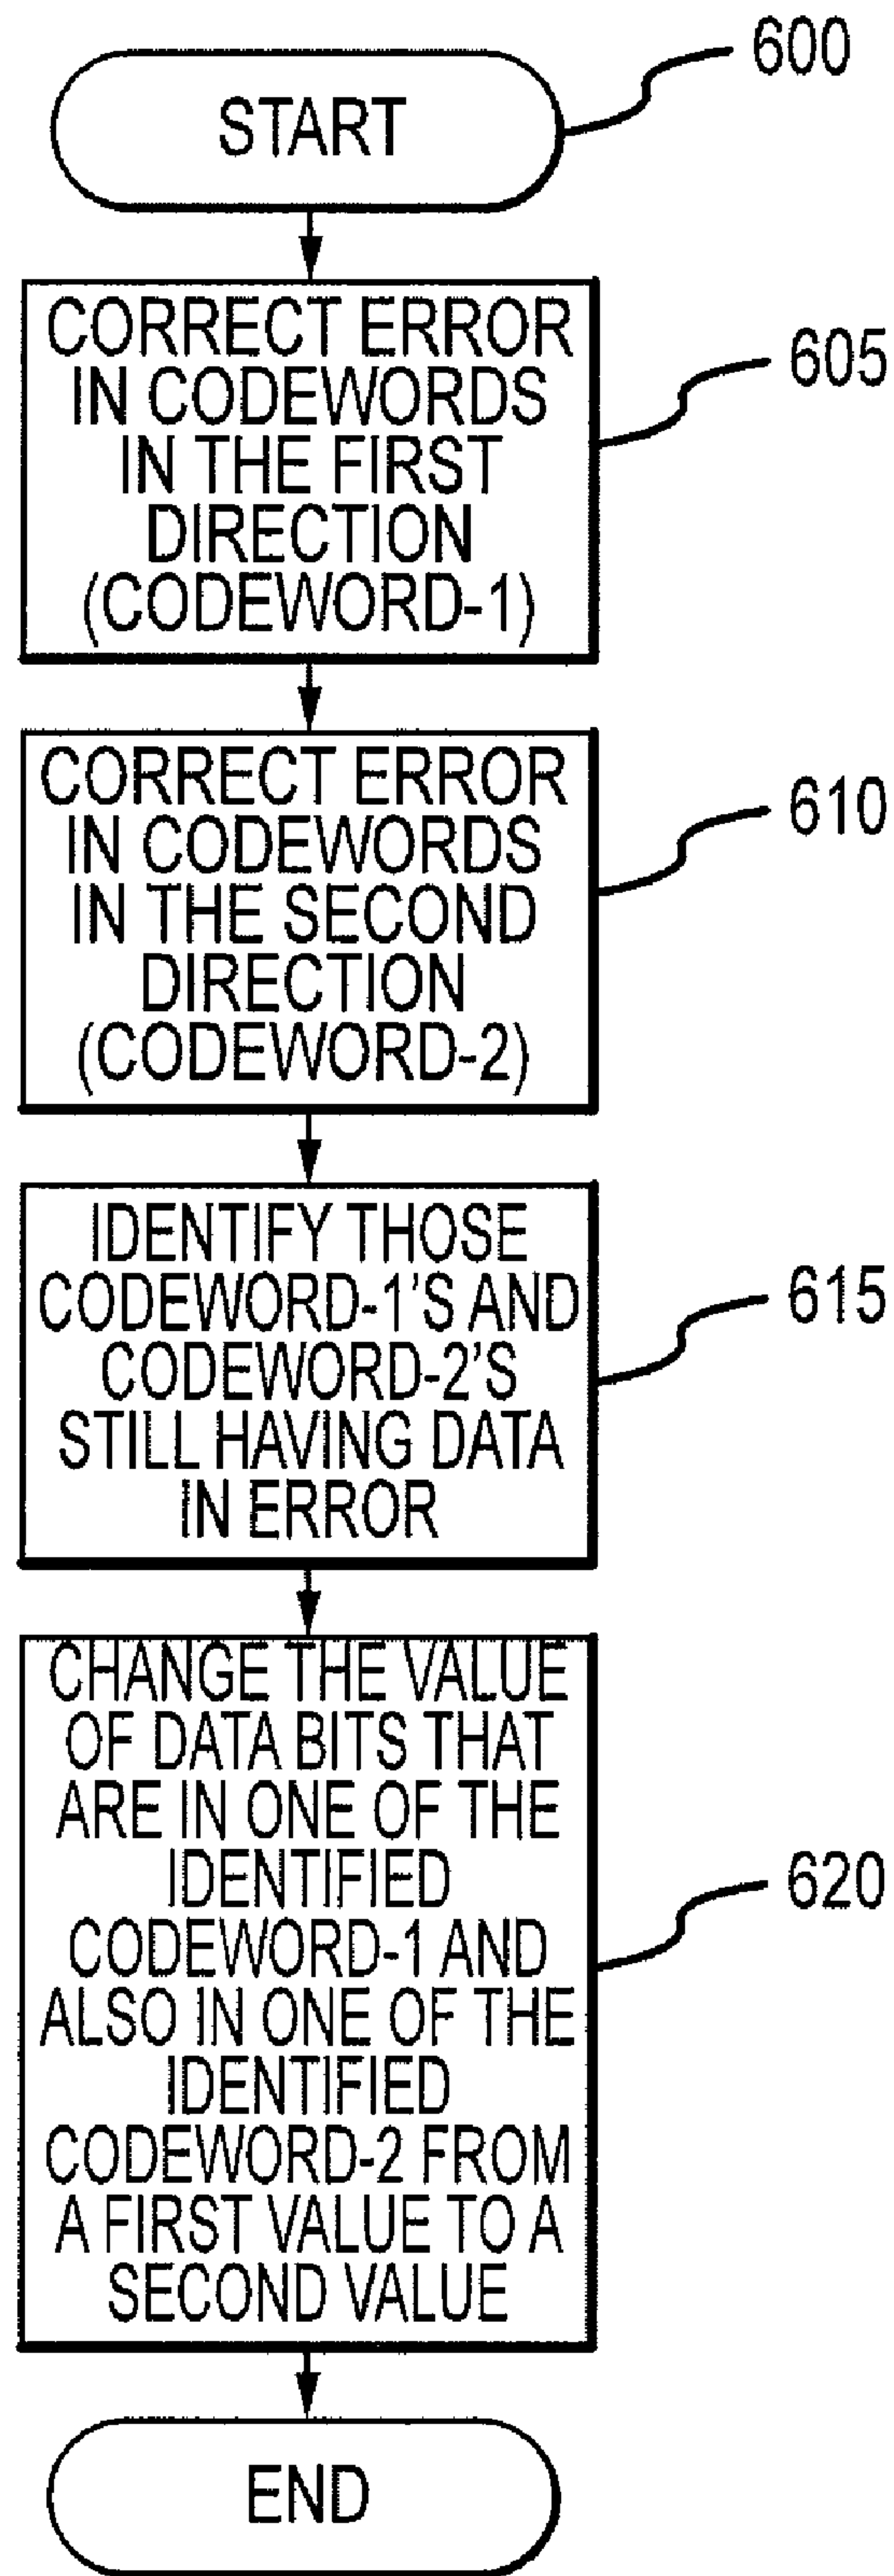 START
600
CORRECT ERROR
IN CODEWORDS
IN THE FIRST
DIRECTION
(CODEWORD-1)
605
CORRECT ERROR
IN CODEWORDS
IN THE SECOND
DIRECTION
(CODEWORD-2)
610
IDENTIFY THOSE
CODEWORD-1'S AND
CODEWORD-2'S
STILL HAVING DATA
IN ERROR
615
CHANGE THE VALUE
OF DATA BITS THAT
ARE IN ONE OF THE
IDENTIFIED
CODEWORD-1 AND
ALSO IN ONE OF THE
IDENTIFIED
CODEWORD-2 FROM
A FIRST VALUE TO A
SECOND VALUE
620
END